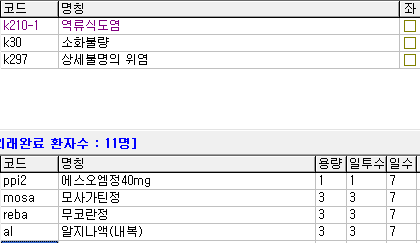 코드 명칭 좌
k210-1 역류식도염
k30 소화불량
k297 상세불명의 위염
외래완료 환자수 : 11명]
코드 명칭 용량 일투수 일수
ppi2 에스오엠정40mg 1 1 7
mosa 모사가틴정 3 3 7
reba 무코란정 3 3 7
al 알지나액(내복) 3 3 7